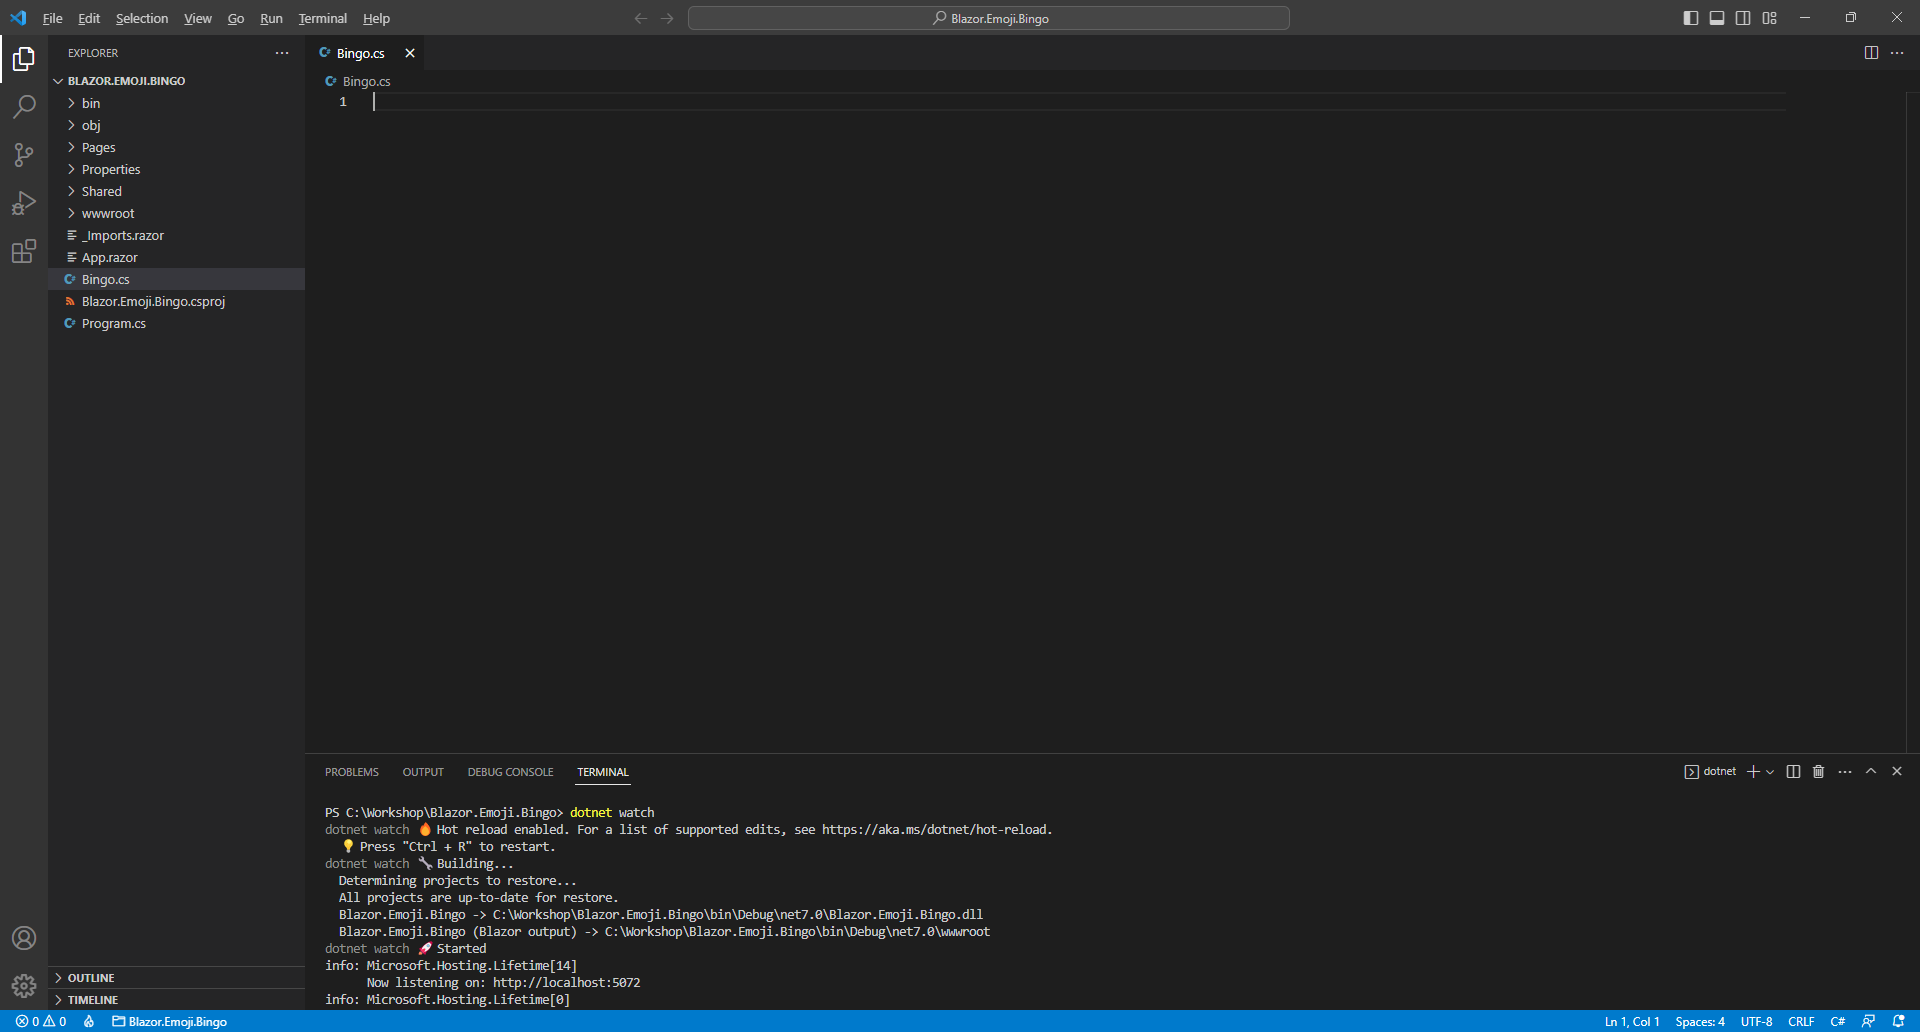 File Edit Selection View Go Run Terminal Help
Blazor.Emoji.Bingo
EXPLORER
BLAZOR.EMOJI.BINGO
bin
obj
Pages
Properties
Shared
wwwroot
_Imports.razor
App.razor
Bingo.cs
Blazor.Emoji.Bingo.csproj
Program.cs
OUTLINE
TIMELINE
Bingo.cs
Bingo.cs
1
PROBLEMS OUTPUT DEBUG CONSOLE TERMINAL
dotnet
PS C:\Workshop\Blazor.Emoji.Bingo> dotnet watch
dotnet watch 🔥 Hot reload enabled. For a list of supported edits, see https://aka.ms/dotnet/hot-reload.
💡 Press "Ctrl + R" to restart.
dotnet watch 🔧 Building...
Determining projects to restore...
All projects are up-to-date for restore.
Blazor.Emoji.Bingo -> C:\Workshop\Blazor.Emoji.Bingo\bin\Debug\net7.0\Blazor.Emoji.Bingo.dll
Blazor.Emoji.Bingo (Blazor output) -> C:\Workshop\Blazor.Emoji.Bingo\bin\Debug\net7.0\wwwroot
dotnet watch 🚀 Started
info: Microsoft.Hosting.Lifetime[14]
Now listening on: http://localhost:5072
info: Microsoft.Hosting.Lifetime[0]
0 0 Blazor.Emoji.Bingo
Ln 1, Col 1 Spaces: 4 UTF-8 CRLF C#